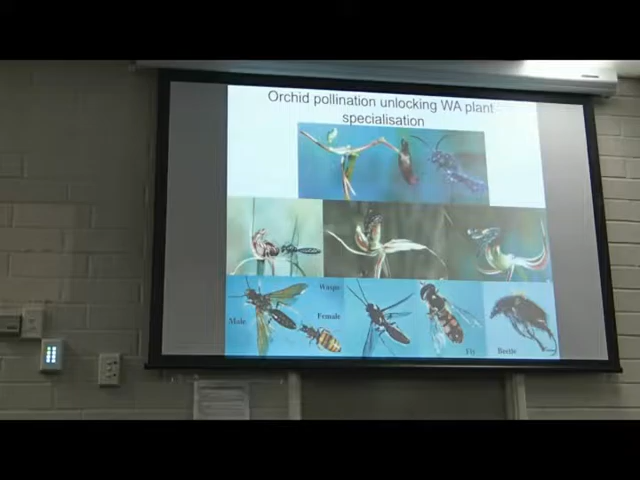 Orchid pollination unlocking WA plant
specialisation
Wasps
Male
Female
Fly
Beetle